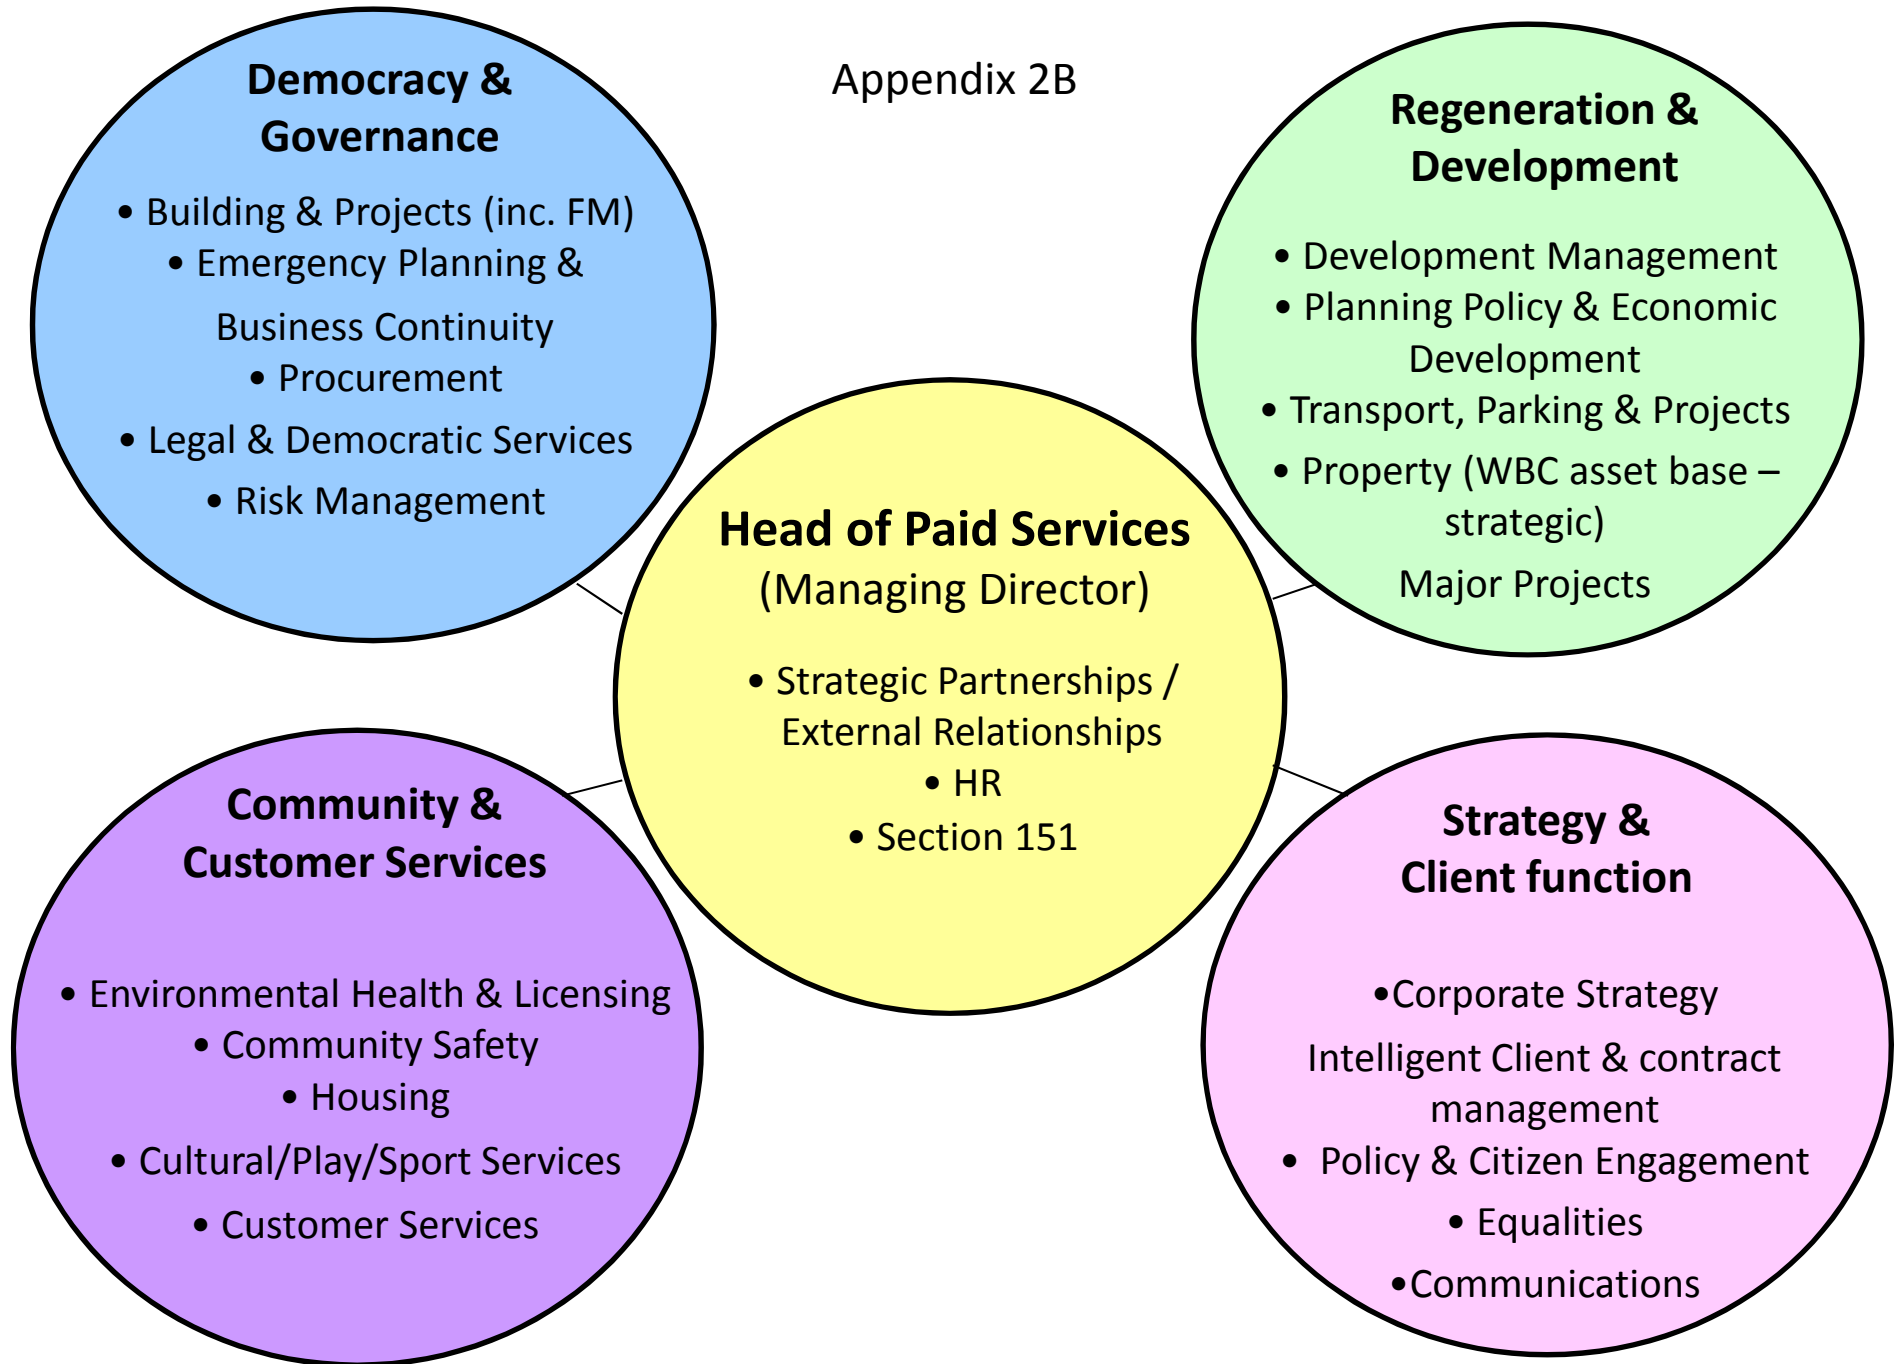 Appendix 2B
Democracy &
Governance
• Building & Projects (inc. FM)
• Emergency Planning &
Business Continuity
• Procurement
• Legal & Democratic Services
• Risk Management
Regeneration &
Development
• Development Management
• Planning Policy & Economic
Development
• Transport, Parking & Projects
• Property (WBC asset base –
strategic)
Major Projects
Head of Paid Services
(Managing Director)
• Strategic Partnerships /
External Relationships
• HR
• Section 151
Community &
Customer Services
• Environmental Health & Licensing
• Community Safety
• Housing
• Cultural/Play/Sport Services
• Customer Services
Strategy &
Client function
•Corporate Strategy
Intelligent Client & contract
management
• Policy & Citizen Engagement
• Equalities
•Communications